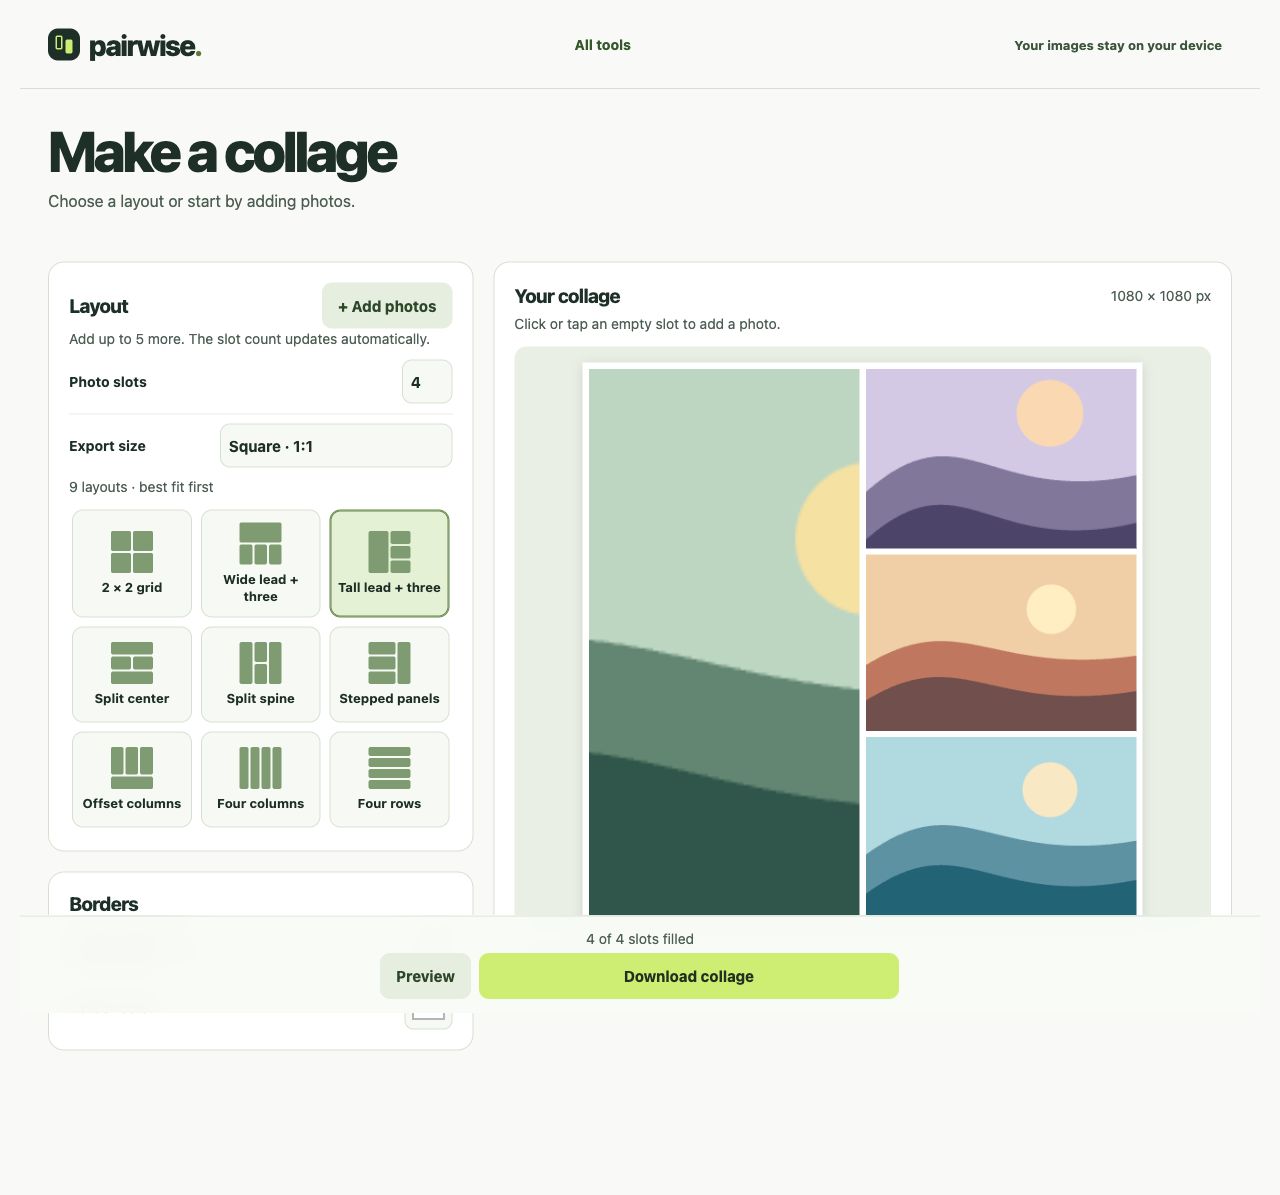 pairwise.
All tools
Your images stay on your device
Make a collage
Choose a layout or start by adding photos.
Layout
+ Add photos
Add up to 5 more. The slot count updates automatically.
Photo slots
4
Export size
Square · 1:1
9 layouts · best fit first
2 × 2 grid
Wide lead +
three
Tall lead + three
Split center
Split spine
Stepped panels
Offset columns
Four columns
Four rows
Borders
Your collage
1080 × 1080 px
Click or tap an empty slot to add a photo.
4 of 4 slots filled
Preview
Download collage